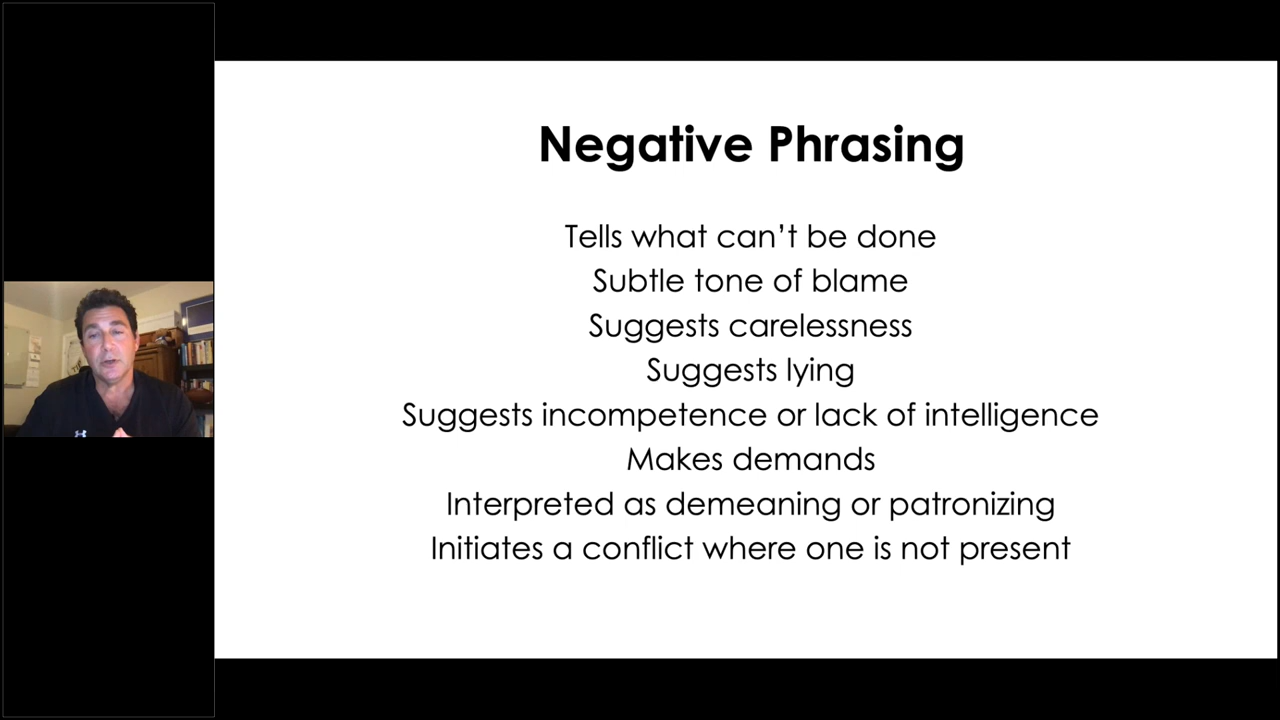 Negative Phrasing
Tells what can’t be done
Subtle tone of blame
Suggests carelessness
Suggests lying
Suggests incompetence or lack of intelligence
Makes demands
Interpreted as demeaning or patronizing
Initiates a conflict where one is not present